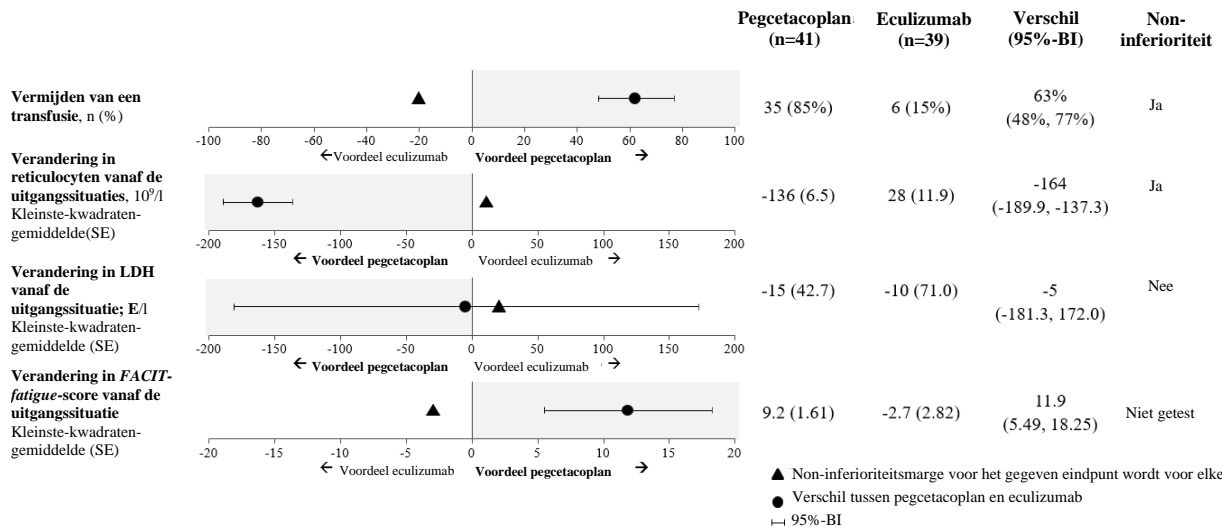 Pegcetacoplan Eculizumab Verschil Non-
(n=41) (n=39) (95%-BI) inferioriteit
Vermijden van een
transfusie, n (%)
35 (85%) 6 (15%) 63% Ja
(48%, 77%)
-100 -80 -60 -40 -20 0 20 40 60 80 100
← Voordeel eculizumab Voordeel pegcetacoplan →
Verandering in
reticulocyten vanaf de
uitgangssituaties, 10⁹/l
Kleinste-kwadraten-
gemiddelde(SE)
-136 (6.5) 28 (11.9) -164 Ja
(-189.9, -137.3)
-200 -150 -100 -50 0 50 100 150 200
← Voordeel pegcetacoplan Voordeel eculizumab →
Verandering in LDH
vanaf de
uitgangssituatie; E/l
Kleinste-kwadraten-
gemiddelde (SE)
-15 (42.7) -10 (71.0) -5 Nee
(-181.3, 172.0)
-200 -150 -100 -50 0 50 100 150 200
← Voordeel pegcetacoplan Voordeel eculizumab →
Verandering in FACIT-
fatigue-score vanaf de
uitgangssituatie
Kleinste-kwadraten-
gemiddelde (SE)
9.2 (1.61) -2.7 (2.82) 11.9 Niet getest
(5.49, 18.25)
-20 -15 -10 -5 0 5 10 15 20
← Voordeel eculizumab Voordeel pegcetacoplan →
▲ Non-inferioriteitsmarge voor het gegeven eindpunt wordt voor elke
● Verschil tussen pegcetacoplan en eculizumab
95%-BI